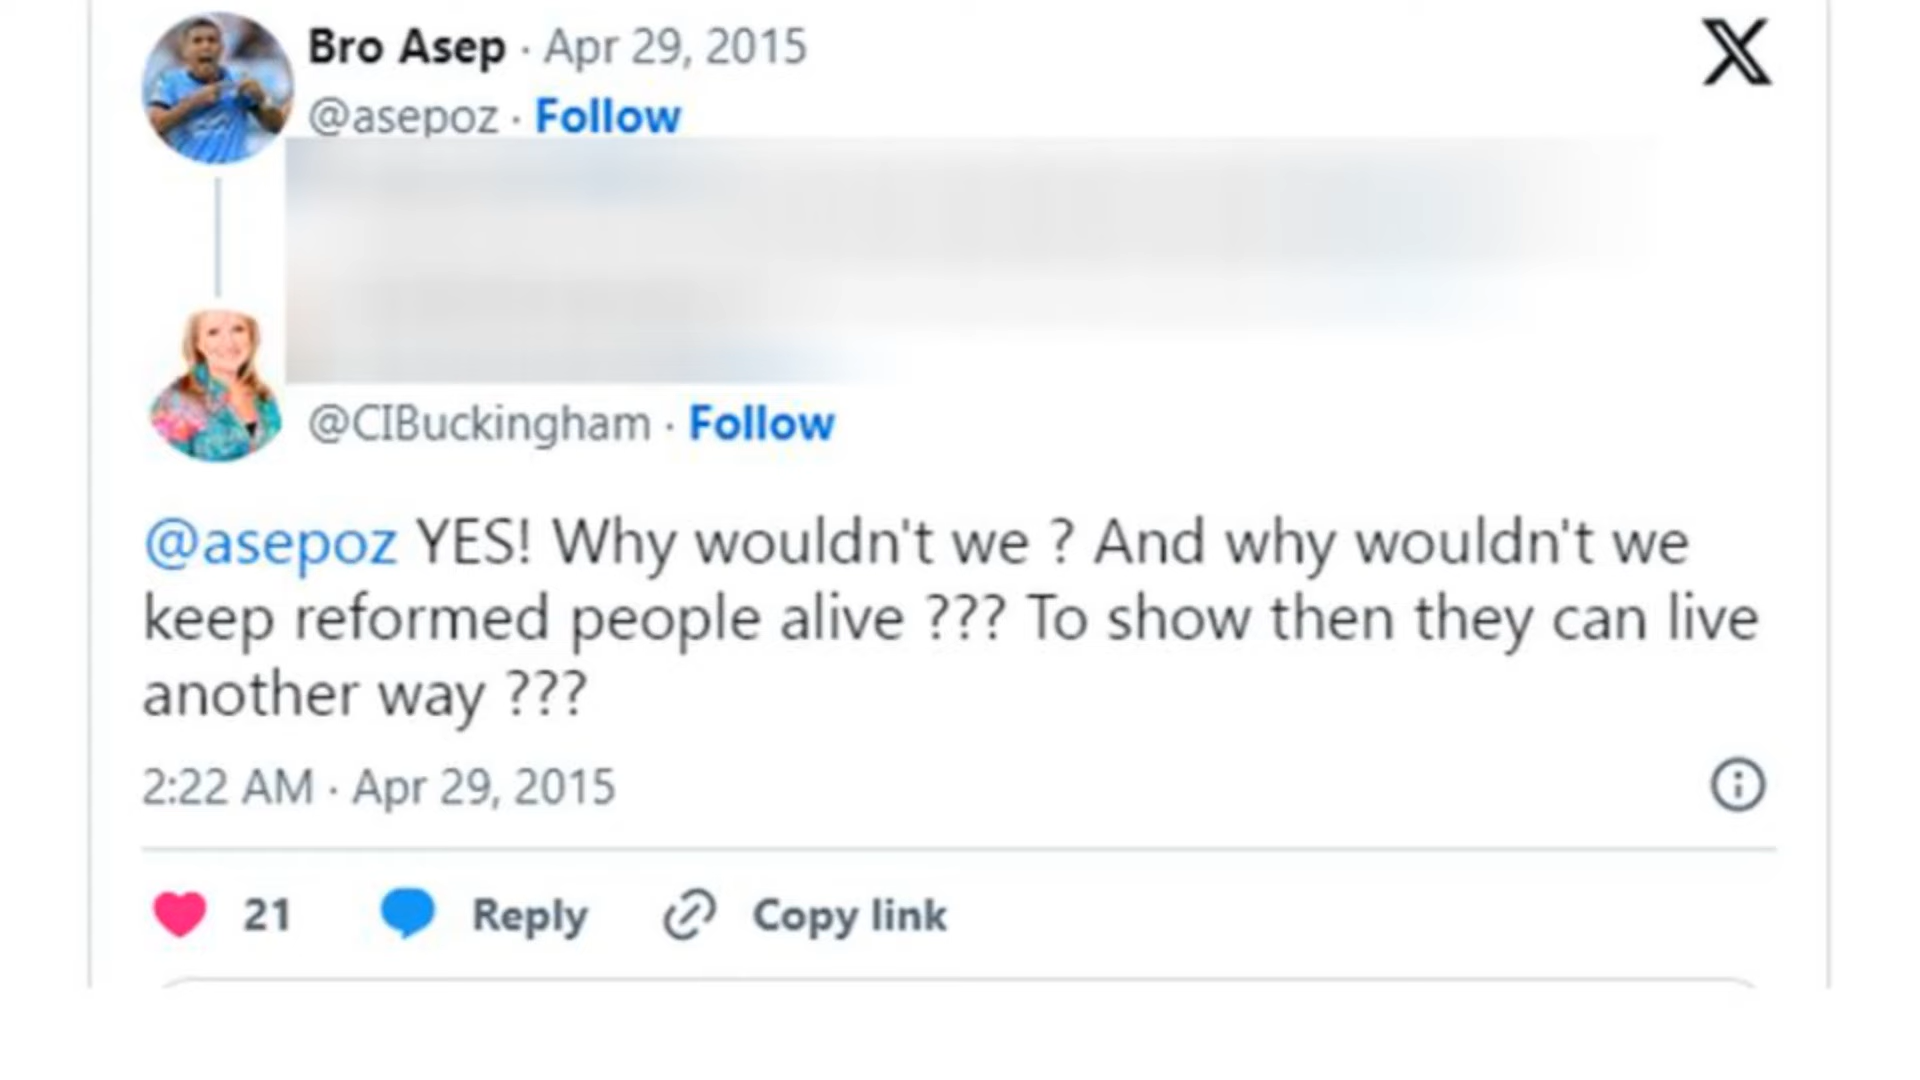 Bro Asep · Apr 29, 2015
@asepoz · Follow
@CIBuckingham · Follow
@asepoz YES! Why wouldn't we ? And why wouldn't we
keep reformed people alive ??? To show then they can live
another way ???
2:22 AM · Apr 29, 2015
21 Reply Copy link